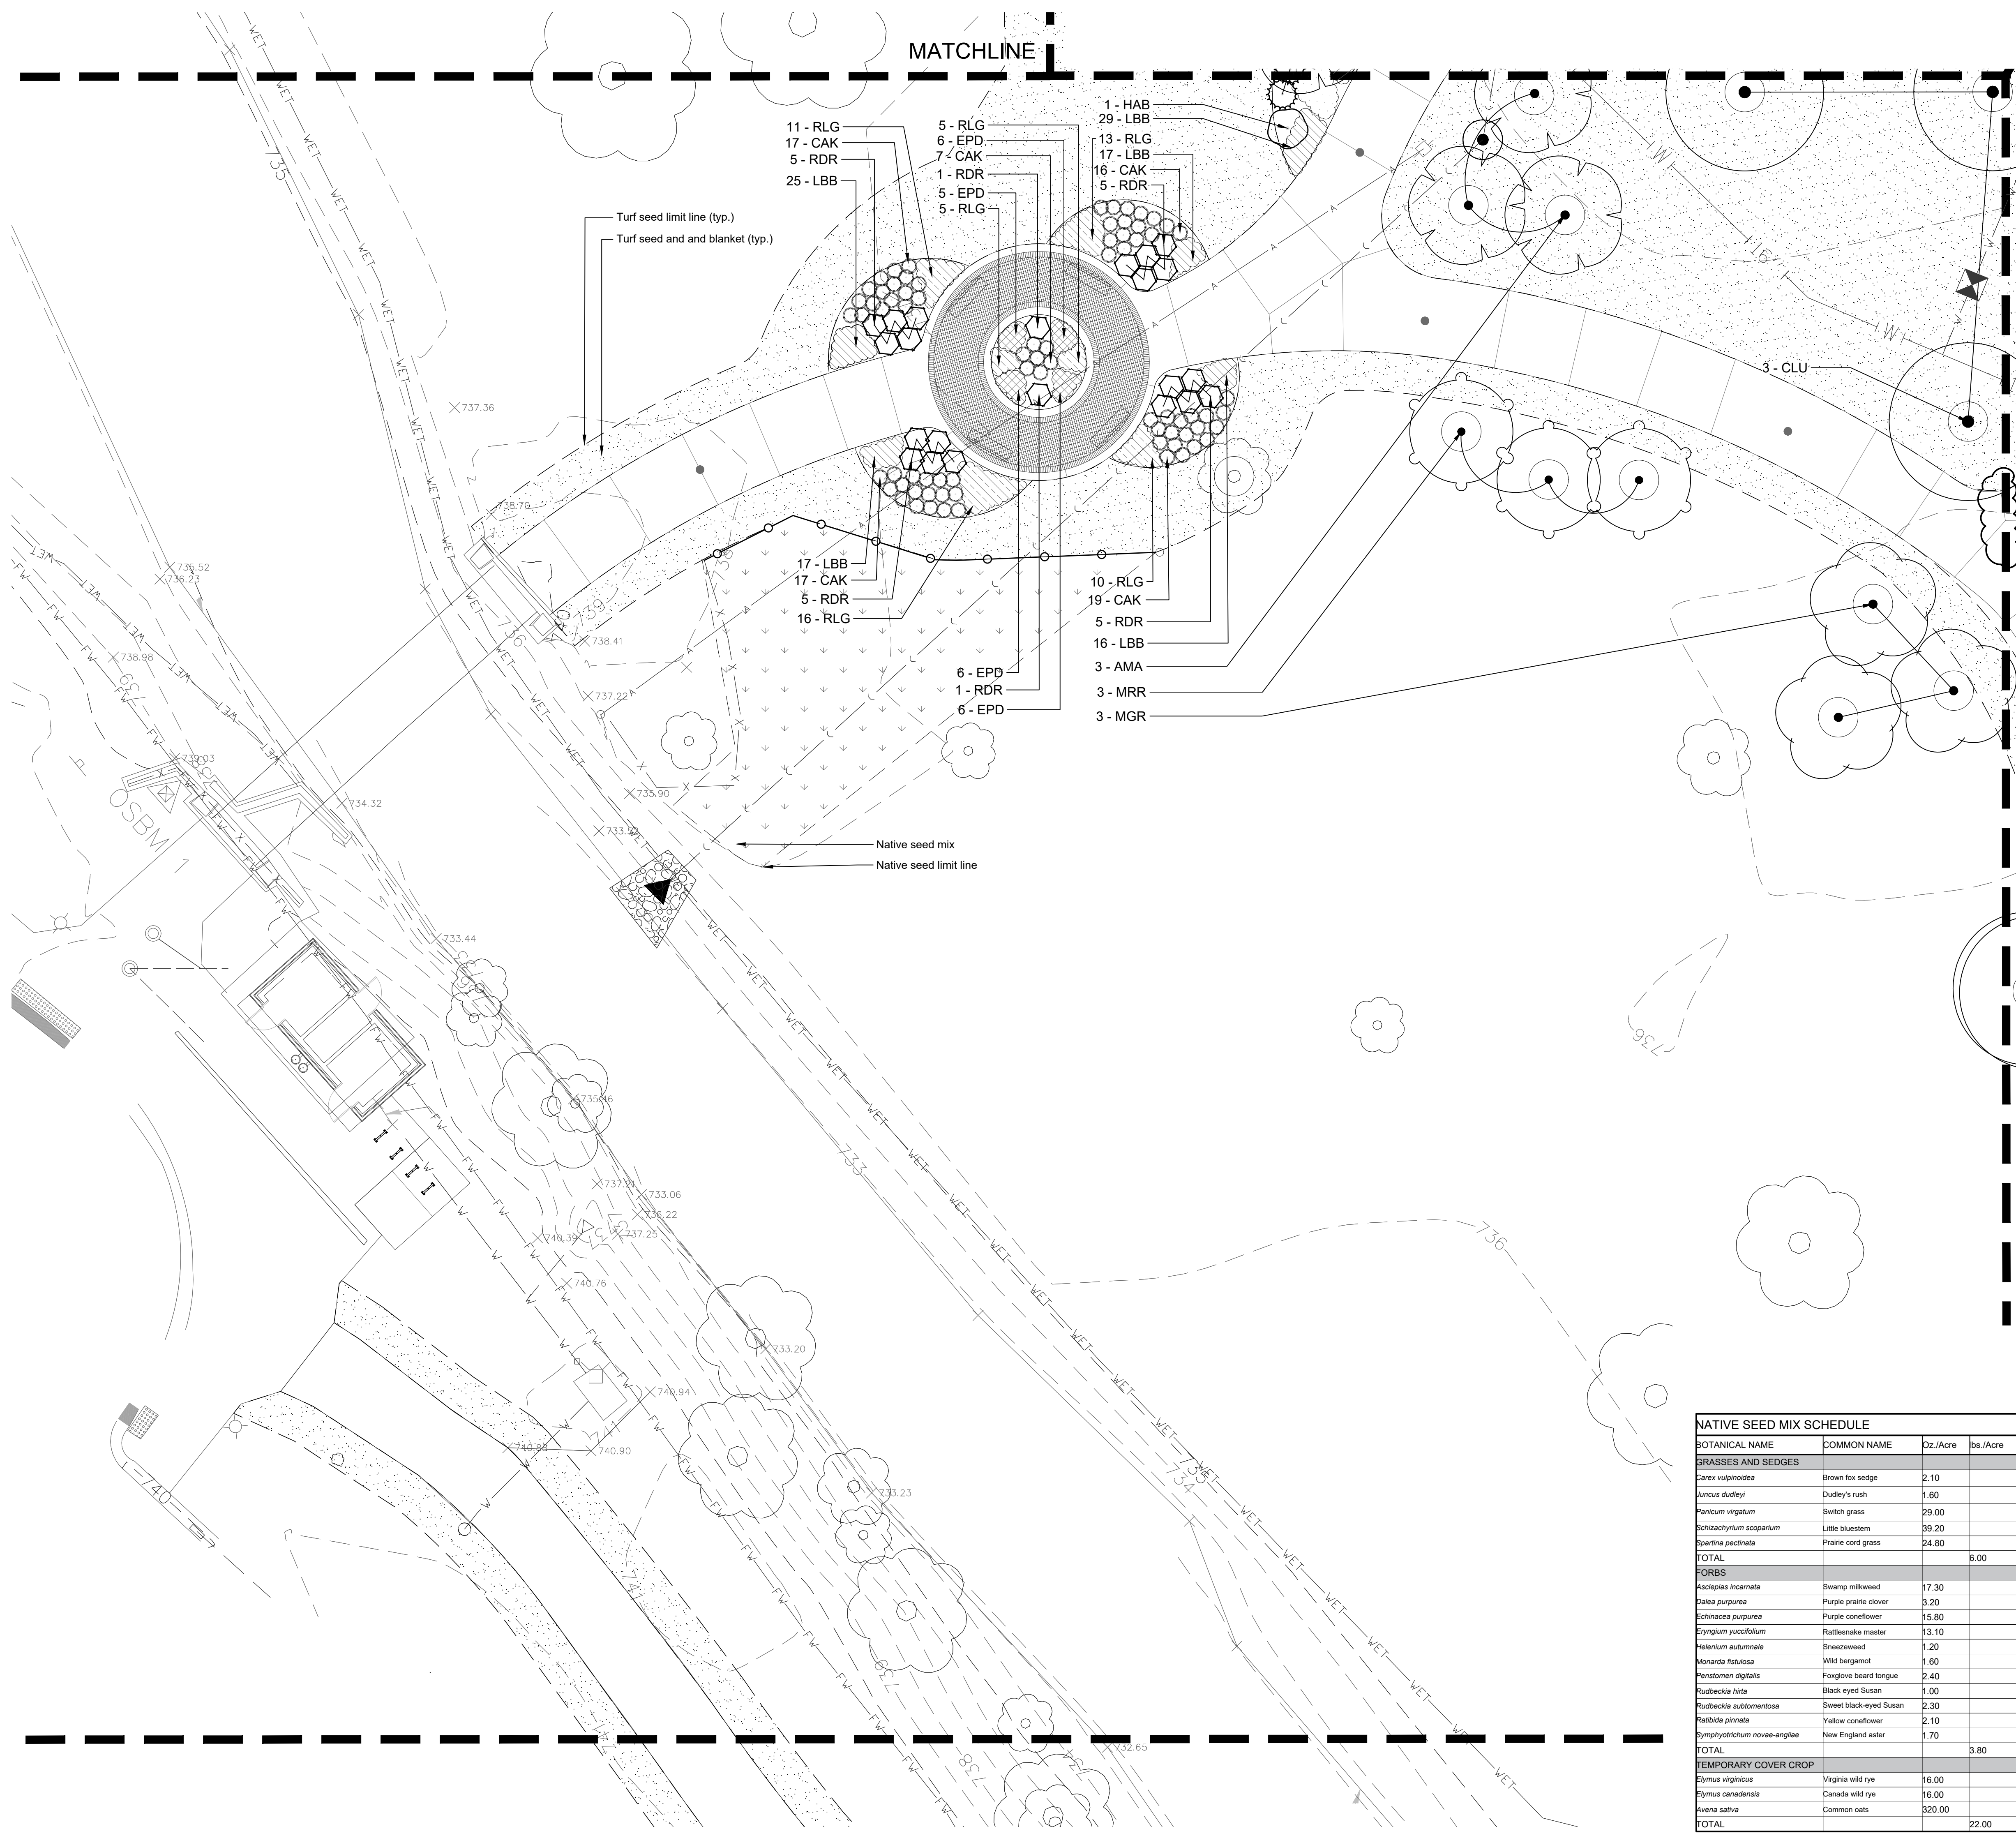 MATCHLINE
1 - HAB
29 - LBB
11 - RLG
17 - CAK
5 - RDR
25 - LBB
5 - RLG
6 - EPD
7 - CAK
1 - RDR
5 - EPD
5 - RLG
13 - RLG
17 - LBB
16 - CAK
5 - RDR
Turf seed limit line (typ.)
Turf seed and and blanket (typ.)
3 - CLU
17 - LBB
17 - CAK
5 - RDR
16 - RLG
10 - RLG
19 - CAK
5 - RDR
16 - LBB
3 - AMA
3 - MRR
3 - MGR
6 - EPD
1 - RDR
6 - EPD
Native seed mix
Native seed limit line
735
737.36
738.70
738.41
737.22
735.90
736.23
738.98
739.03
734.32
OSBM
733.44
735.46
737.21
733.06
736.22
737.25
740.39
740.76
733.20
740.94
740.90
733.23
732.65
733
736
736
734
740
741
739
738
NATIVE SEED MIX SCHEDULE
BOTANICAL NAME COMMON NAME Oz./Acre lbs./Acre
GRASSES AND SEDGES
Carex vulpinoidea Brown fox sedge 2.10
Juncus dudleyi Dudley's rush 1.60
Panicum virgatum Switch grass 29.00
Schizachyrium scoparium Little bluestem 39.20
Spartina pectinata Prairie cord grass 24.80
TOTAL 6.00
FORBS
Asclepias incarnata Swamp milkweed 17.30
Dalea purpurea Purple prairie clover 3.20
Echinacea purpurea Purple coneflower 15.80
Eryngium yuccifolium Rattlesnake master 13.10
Helenium autumnale Sneezeweed 1.20
Monarda fistulosa Wild bergamot 1.60
Penstomen digitalis Foxglove beard tongue 2.40
Rudbeckia hirta Black eyed Susan 1.00
Rudbeckia subtomentosa Sweet black-eyed Susan 2.30
Ratibida pinnata Yellow coneflower 2.10
Symphyotrichum novae-angliae New England aster 1.70
TOTAL 3.80
TEMPORARY COVER CROP
Elymus virginicus Virginia wild rye 16.00
Elymus canadensis Canada wild rye 16.00
Avena sativa Common oats 320.00
TOTAL 22.00